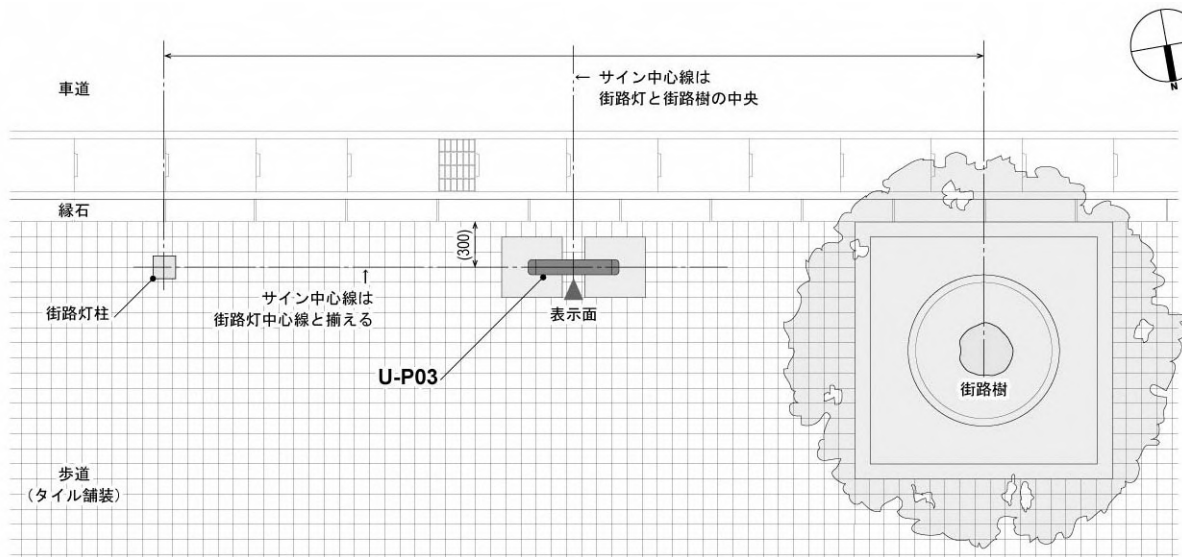 車道
← サイン中心線は
街路灯と街路樹の中央
N
縁石
(300)
街路灯柱
↑
サイン中心線は
街路灯中心線と揃える
表示面
U-P03
街路樹
歩道
（タイル舗装）